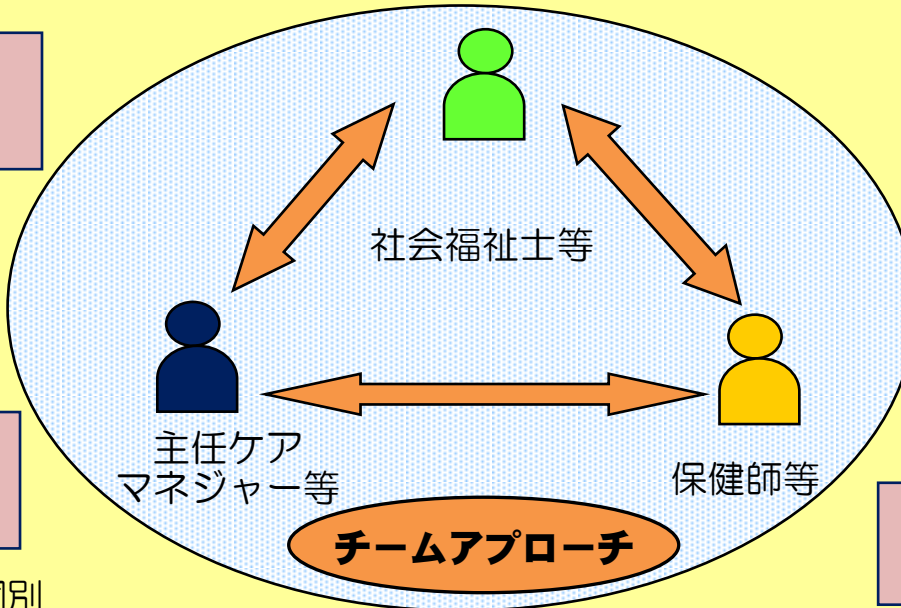 社会福祉士等
主任ケア
マネジャー等
保健師等
チームアプローチ
別